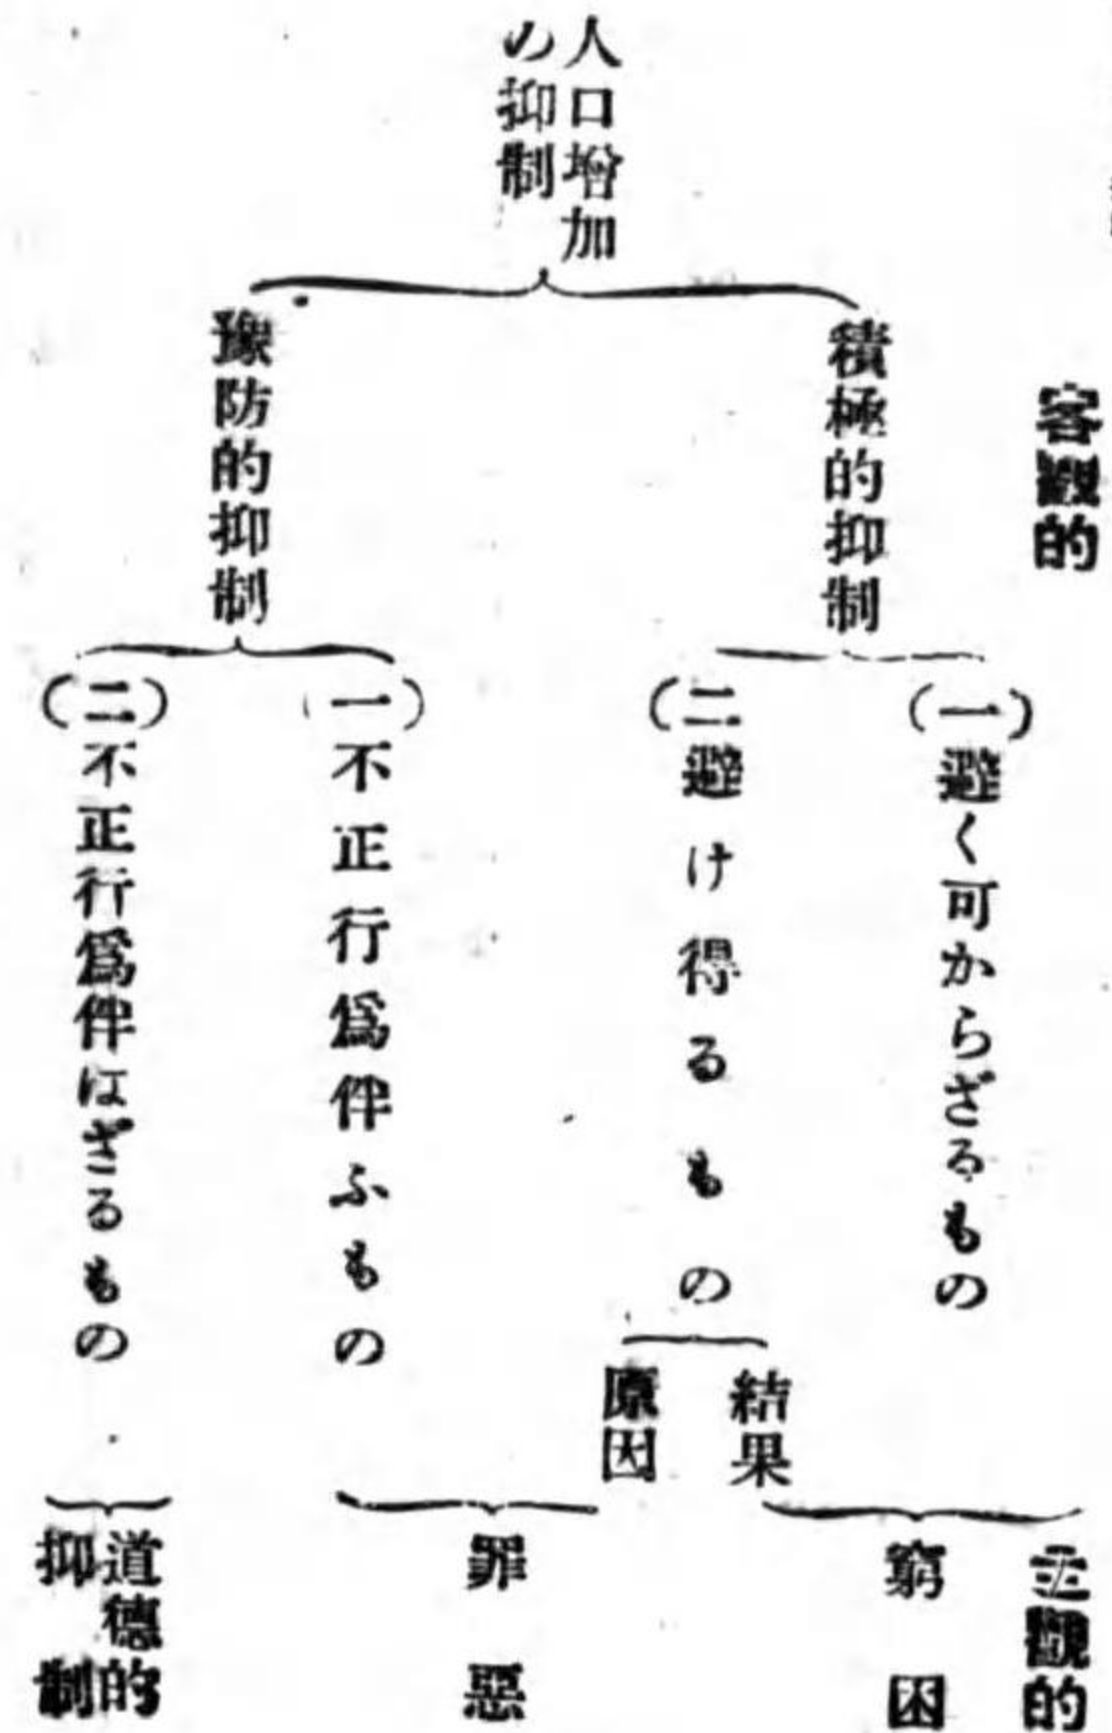 客觀的
人口增加
の抑制
積極的抑制
(一)避く可からざるもの
(二)避け得るもの
結果
原因
豫防的抑制
(一)不正行爲伴ふもの
(二)不正行爲伴はざるもの
主觀的
窮困
罪惡
道德的
抑制